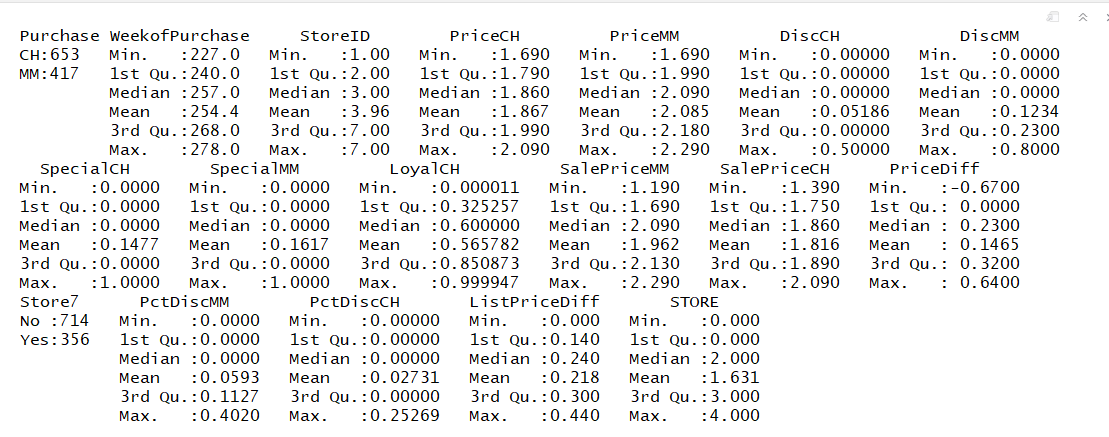 Purchase WeekofPurchase     StoreID         PriceCH         PriceMM          DiscCH            DiscMM
CH:653   Min.   :227.0   Min.   :1.00   Min.   :1.690   Min.   :1.690   Min.   :0.00000   Min.   :0.0000
MM:417   1st Qu.:240.0   1st Qu.:2.00   1st Qu.:1.790   1st Qu.:1.990   1st Qu.:0.00000   1st Qu.:0.0000
         Median :257.0   Median :3.00   Median :1.860   Median :2.090   Median :0.00000   Median :0.0000
         Mean   :254.4   Mean   :3.96   Mean   :1.867   Mean   :2.085   Mean   :0.05186   Mean   :0.1234
         3rd Qu.:268.0   3rd Qu.:7.00   3rd Qu.:1.990   3rd Qu.:2.180   3rd Qu.:0.00000   3rd Qu.:0.2300
         Max.   :278.0   Max.   :7.00   Max.   :2.090   Max.   :2.290   Max.   :0.50000   Max.   :0.8000
  SpecialCH        SpecialMM         LoyalCH          SalePriceMM     SalePriceCH      PriceDiff
Min.   :0.0000   Min.   :0.0000   Min.   :0.000011   Min.   :1.190   Min.   :1.390   Min.   :-0.6700
1st Qu.:0.0000   1st Qu.:0.0000   1st Qu.:0.325257   1st Qu.:1.690   1st Qu.:1.750   1st Qu.: 0.0000
Median :0.0000   Median :0.0000   Median :0.600000   Median :2.090   Median :1.860   Median : 0.2300
Mean   :0.1477   Mean   :0.1617   Mean   :0.565782   Mean   :1.962   Mean   :1.816   Mean   : 0.1465
3rd Qu.:0.0000   3rd Qu.:0.0000   3rd Qu.:0.850873   3rd Qu.:2.130   3rd Qu.:1.890   3rd Qu.: 0.3200
Max.   :1.0000   Max.   :1.0000   Max.   :0.999947   Max.   :2.290   Max.   :2.090   Max.   : 0.6400
Store7      PctDiscMM        PctDiscCH       ListPriceDiff       STORE
No :714   Min.   :0.0000   Min.   :0.00000   Min.   :0.000   Min.   :0.000
Yes:356   1st Qu.:0.0000   1st Qu.:0.00000   1st Qu.:0.140   1st Qu.:0.000
          Median :0.0000   Median :0.00000   Median :0.240   Median :2.000
          Mean   :0.0593   Mean   :0.02731   Mean   :0.218   Mean   :1.631
          3rd Qu.:0.1127   3rd Qu.:0.00000   3rd Qu.:0.300   3rd Qu.:3.000
          Max.   :0.4020   Max.   :0.25269   Max.   :0.440   Max.   :4.000